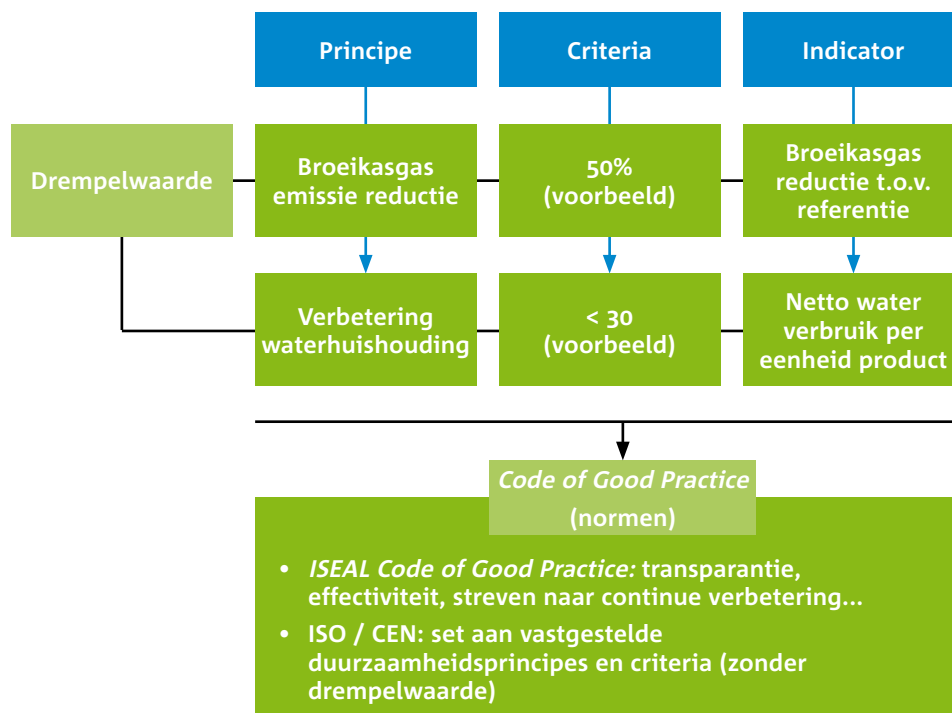 Principe
Criteria
Indicator
Drempelwaarde
Broeikasgas
emissie reductie
50%
(voorbeeld)
Broeikasgas
reductie t.o.v.
referentie
Verbetering
waterhuishouding
< 30
(voorbeeld)
Netto water
verbruik per
eenheid product
Code of Good Practice
(normen)
• ISEAL Code of Good Practice: transparantie,
effectiviteit, streven naar continue verbetering...
• ISO / CEN: set aan vastgestelde
duurzaamheidsprincipes en criteria (zonder
drempelwaarde)